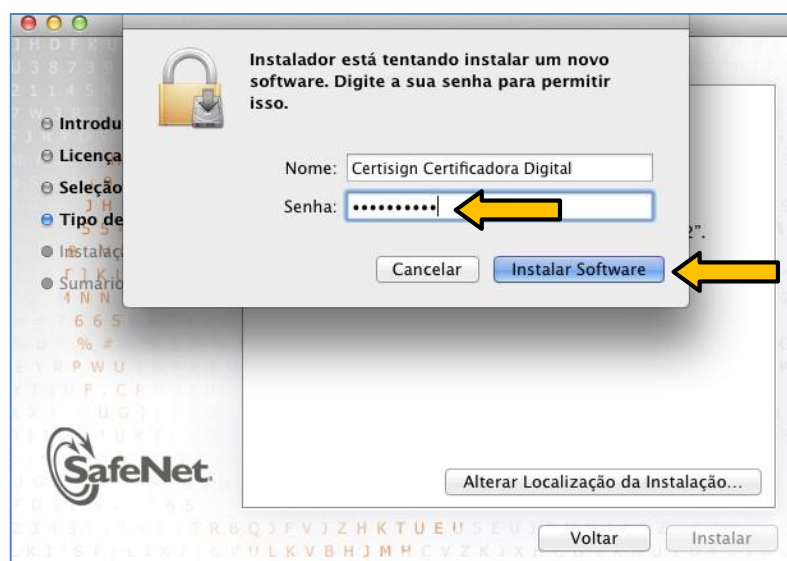 Instalador está tentando instalar um novo
software. Digite a sua senha para permitir
isso.
Nome: Certisign Certificadora Digital
Senha: ••••••••••
Cancelar
Instalar Software
Introdu
Licença
Seleção
Tipo de
2".
Instalaç
Sumário
SafeNet.
Alterar Localização da Instalação...
Voltar
Instalar